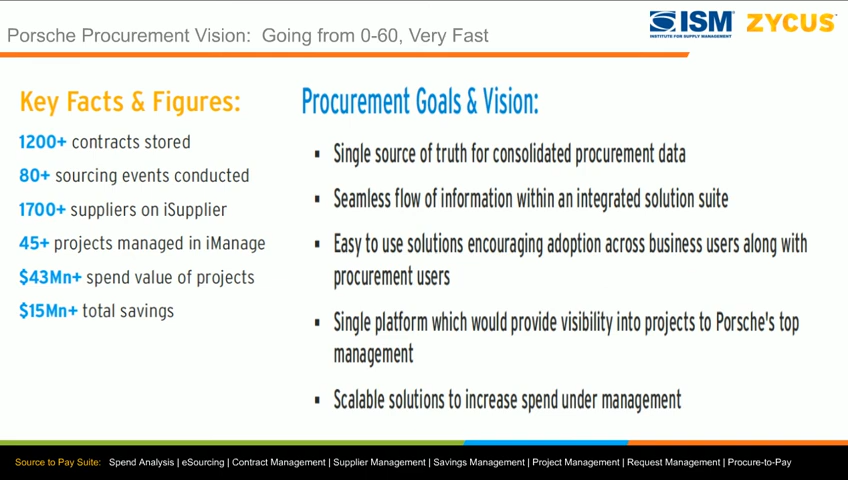 Porsche Procurement Vision:  Going from 0-60, Very Fast
ISM
INSTITUTE FOR SUPPLY MANAGEMENT
ZYCUS
Key Facts & Figures:
1200+ contracts stored
80+ sourcing events conducted
1700+ suppliers on iSupplier
45+ projects managed in iManage
$43Mn+ spend value of projects
$15Mn+ total savings
Procurement Goals & Vision:
▪ Single source of truth for consolidated procurement data
▪ Seamless flow of information within an integrated solution suite
▪ Easy to use solutions encouraging adoption across business users along with
procurement users
▪ Single platform which would provide visibility into projects to Porsche's top
management
▪ Scalable solutions to increase spend under management
Source to Pay Suite: Spend Analysis | eSourcing | Contract Management | Supplier Management | Savings Management | Project Management | Request Management | Procure-to-Pay